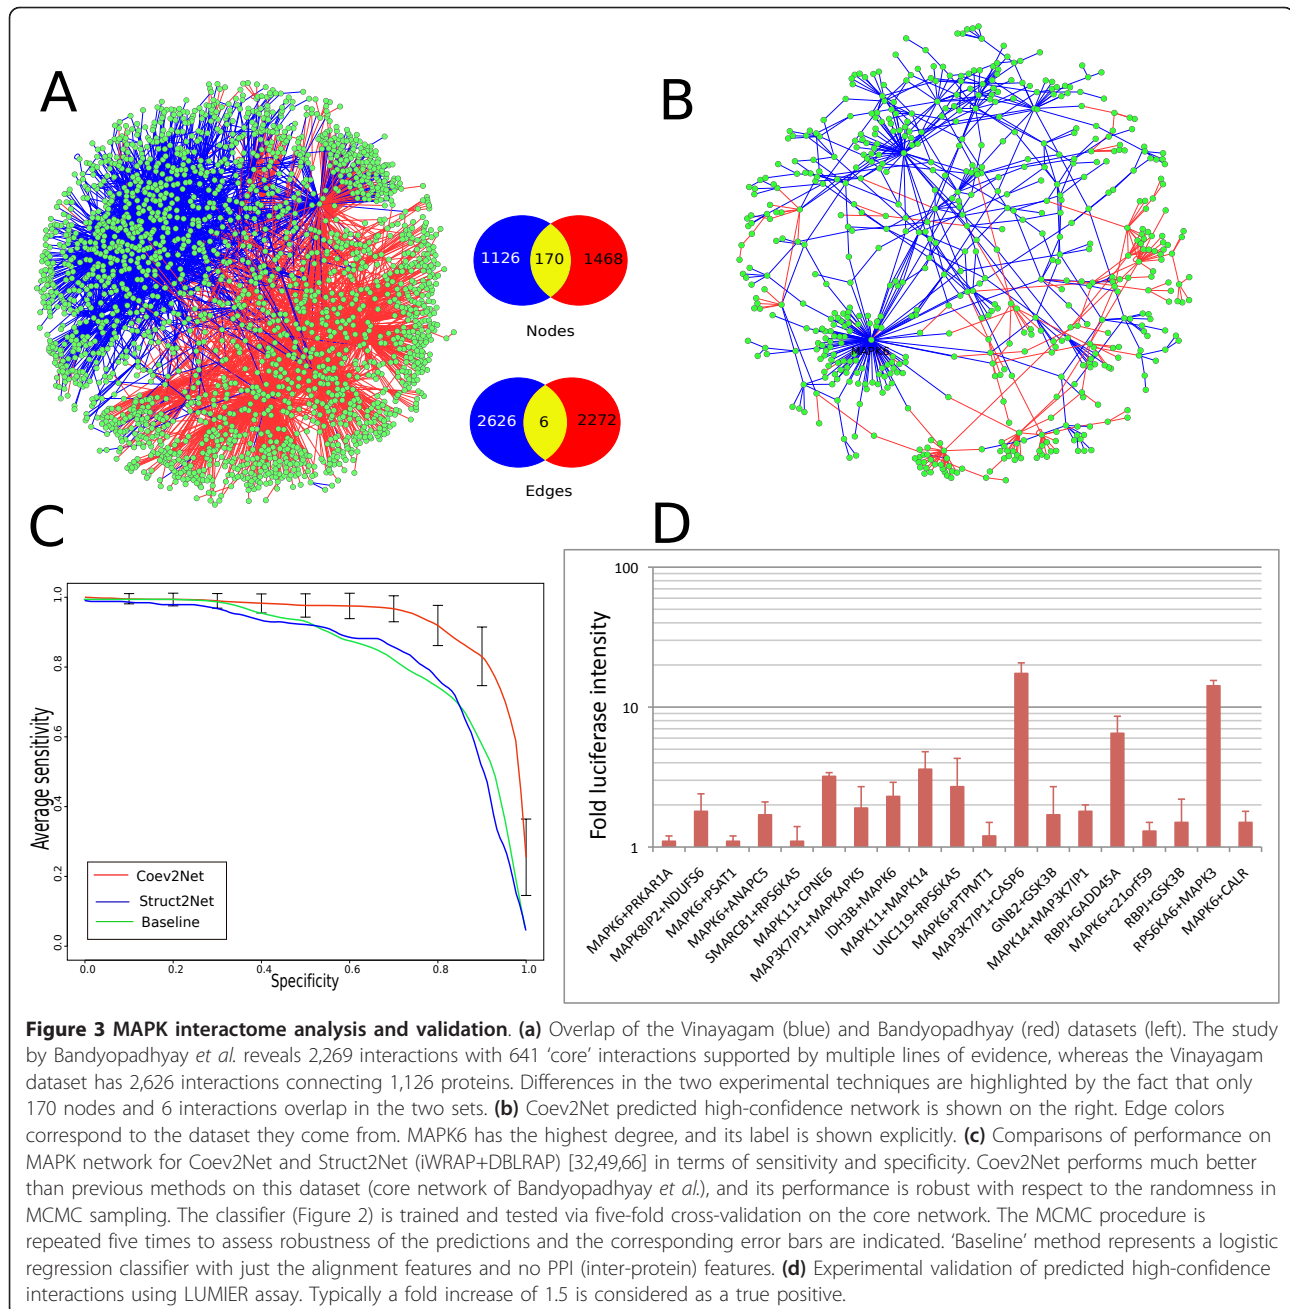 A
B
1126 170 1468
Nodes
2626 6 2272
Edges
C
D
Average sensitivity
1.0
0.8
0.6
0.4
0.2
0.0
0.0 0.2 0.4 0.6 0.8 1.0
Specificity
Coev2Net
Struct2Net
Baseline
Fold luciferase intensity
100
10
1
MAPK6+PRKAR1A
MAPK8IP2+NDUFS6
MAPK6+PSAT1
MAPK6+ANAPC5
SMARCB1+RPS6KA5
MAPK11+CPNE6
MAP3K7IP1+MAPKAPK5
IDH3B+MAPK6
MAPK11+MAPK14
UNC119+RPS6KA5
MAPK6+PTPMT1
MAP3K7IP1+CASP6
GNB2+GSK3B
MAPK14+MAP3K7IP1
RBPJ+GADD45A
MAPK6+c21orf59
RBPJ+GSK3B
RPS6KA6+MAPK3
MAPK6+CALR
Figure 3 MAPK interactome analysis and validation. (a) Overlap of the Vinayagam (blue) and Bandyopadhyay (red) datasets (left). The study
by Bandyopadhyay et al. reveals 2,269 interactions with 641 ‘core’ interactions supported by multiple lines of evidence, whereas the Vinayagam
dataset has 2,626 interactions connecting 1,126 proteins. Differences in the two experimental techniques are highlighted by the fact that only
170 nodes and 6 interactions overlap in the two sets. (b) Coev2Net predicted high-confidence network is shown on the right. Edge colors
correspond to the dataset they come from. MAPK6 has the highest degree, and its label is shown explicitly. (c) Comparisons of performance on
MAPK network for Coev2Net and Struct2Net (iWRAP+DBLRAP) [32,49,66] in terms of sensitivity and specificity. Coev2Net performs much better
than previous methods on this dataset (core network of Bandyopadhyay et al.), and its performance is robust with respect to the randomness in
MCMC sampling. The classifier (Figure 2) is trained and tested via five-fold cross-validation on the core network. The MCMC procedure is
repeated five times to assess robustness of the predictions and the corresponding error bars are indicated. ‘Baseline’ method represents a logistic
regression classifier with just the alignment features and no PPI (inter-protein) features. (d) Experimental validation of predicted high-confidence
interactions using LUMIER assay. Typically a fold increase of 1.5 is considered as a true positive.